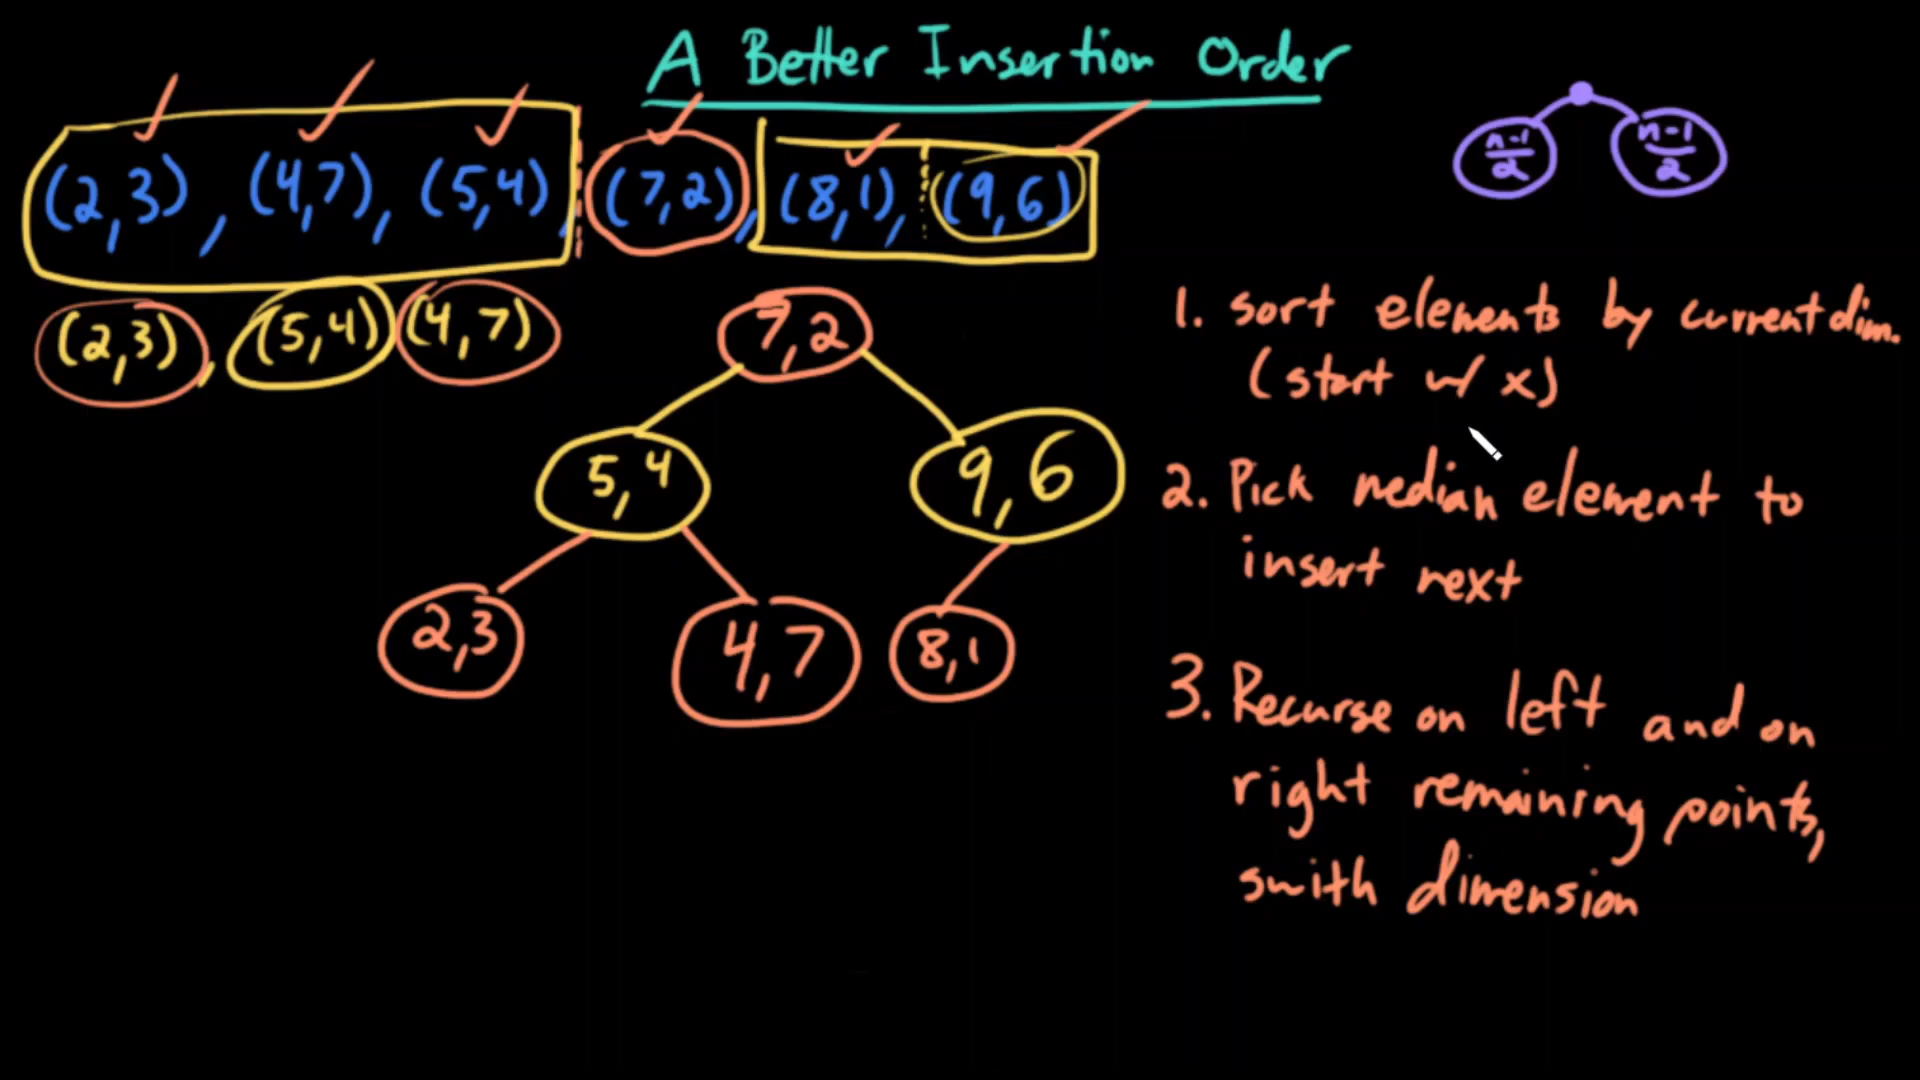 A Better Insertion Order
(2,3), (4,7), (5,4), (7,2), (8,1), (9,6)
(2,3), (5,4) (4,7)
n-1
2
n-1
2
7,2
5,4
9,6
2,3
4,7
8,1
1. sort elements by current dim.
(start w/ x)
2. Pick median element to
insert next
3. Recurse on left and on
right remaining points,
swith dimension